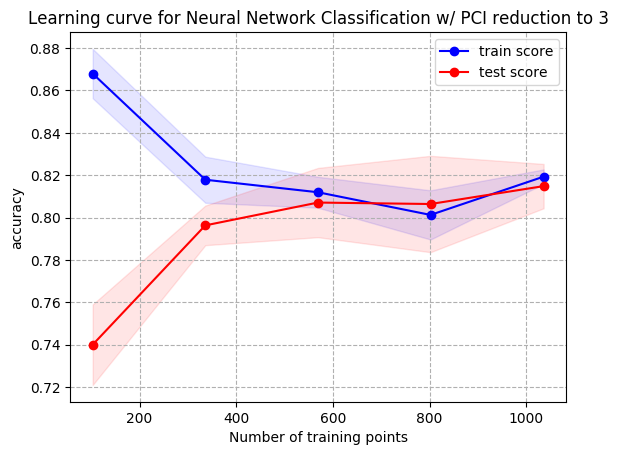 Learning curve for Neural Network Classification w/ PCI reduction to 3
train score
test score
0.88
0.86
0.84
0.82
0.80
0.78
0.76
0.74
0.72
accuracy
200
400
600
800
1000
Number of training points